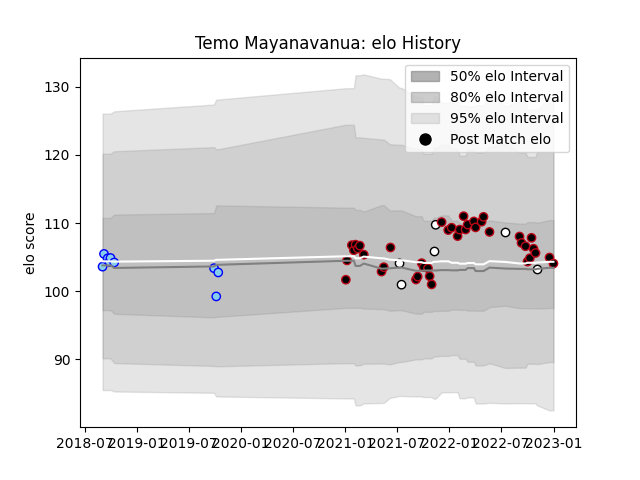 Temo Mayanavanua: elo History
50% elo Interval
80% elo Interval
95% elo Interval
Post Match elo
elo score
130
120
110
100
90
2018-07 2019-01 2019-07 2020-01 2020-07 2021-01 2021-07 2022-01 2022-07 2023-01